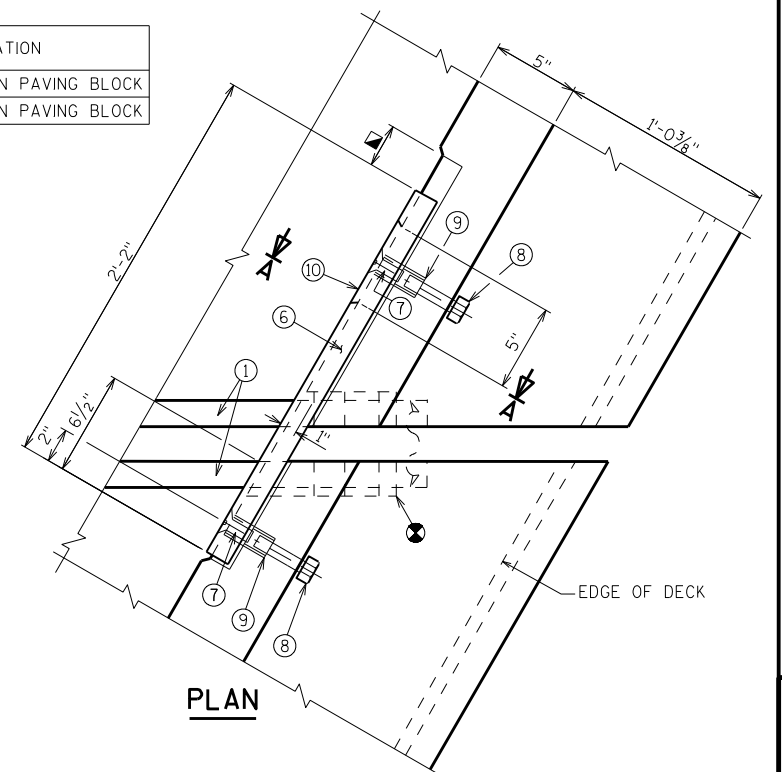 ATION
N PAVING BLOCK
N PAVING BLOCK
5"
1'-0 3/8"
2'-2"
9
8
A
10
7
6
5"
A
1
6 1/2"
2"
1"
7
9
8
EDGE OF DECK
PLAN